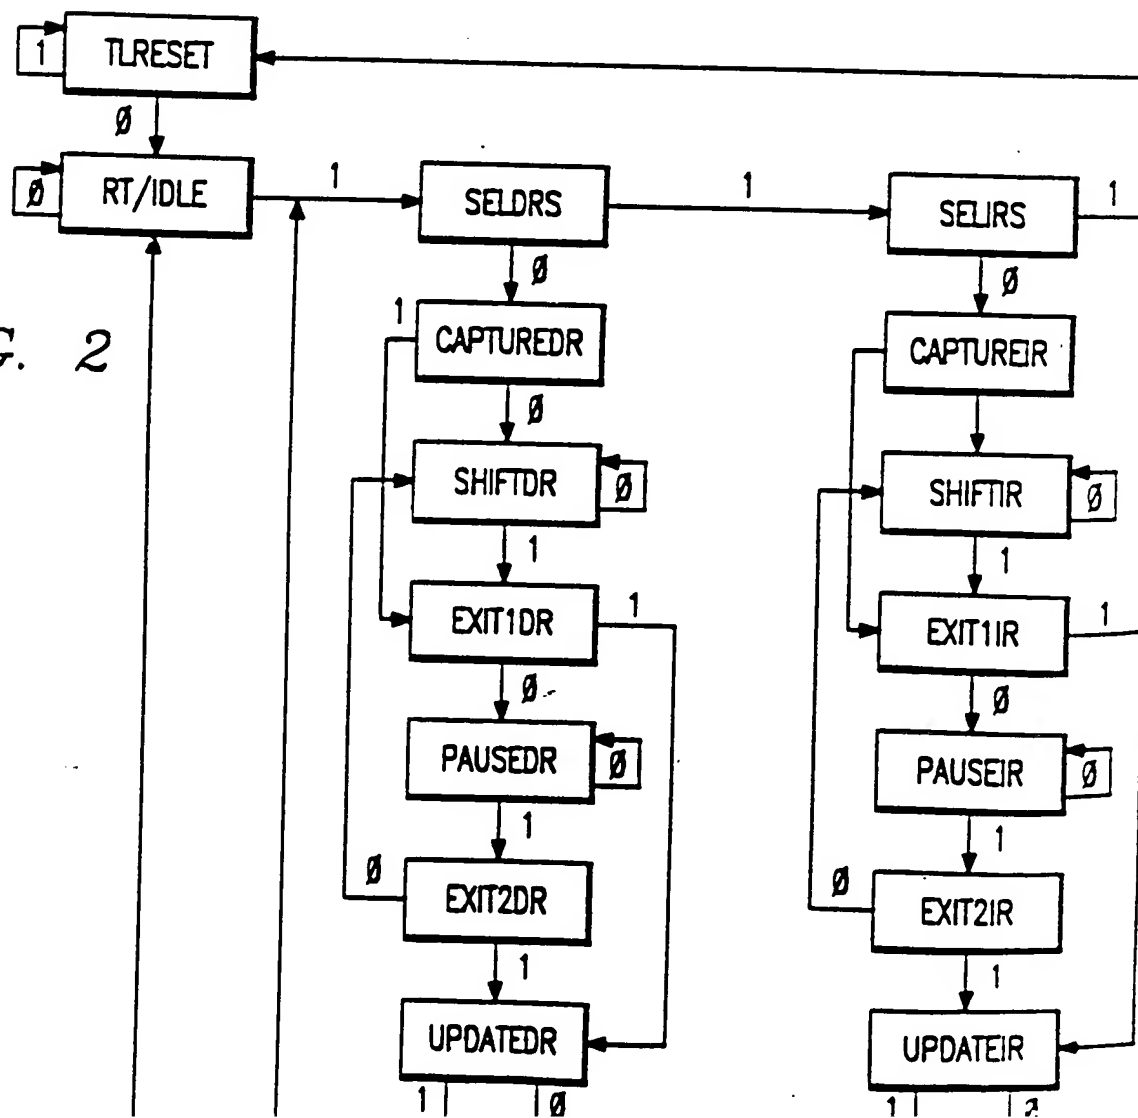 1
TLRESET
Ø
Ø
RT/IDLE
1
SELDRS
1
SELIRS
1
Ø
Ø
G. 2
1
CAPTUREDR
CAPTUREIR
Ø
SHIFTDR
Ø
SHIFTIR
Ø
1
1
EXIT1DR
1
EXIT1IR
1
Ø
Ø
PAUSEDR
Ø
PAUSEIR
Ø
1
1
Ø
EXIT2DR
Ø
EXIT2IR
1
1
UPDATEDR
UPDATEIR
1
Ø
1